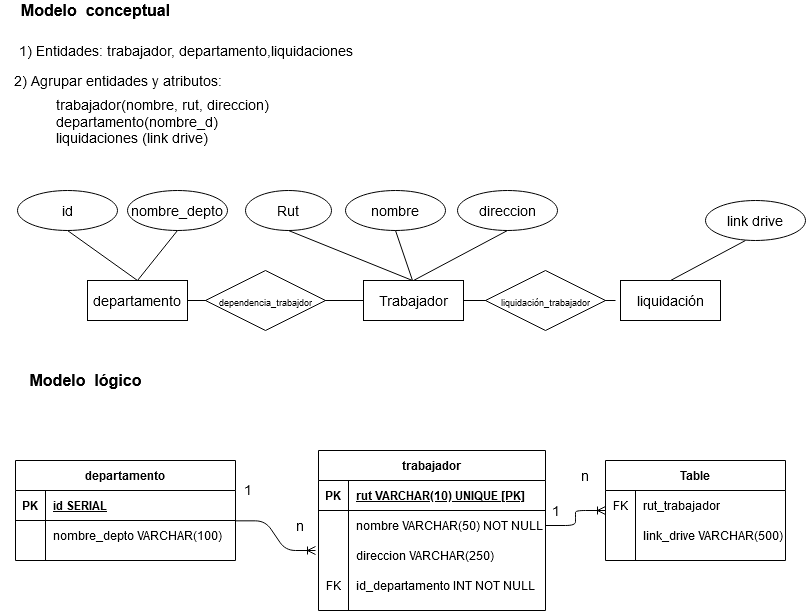 Modelo conceptual
1) Entidades: trabajador, departamento,liquidaciones
2) Agrupar entidades y atributos:
trabajador(nombre, rut, direccion)
departamento(nombre_d)
liquidaciones (link drive)
id
nombre_depto
Rut
nombre
direccion
link drive
departamento
dependencia_trabajdor
Trabajador
liquidación_trabajador
liquidación
Modelo lógico
departamento
PK id SERIAL
nombre_depto VARCHAR(100)
1
n
trabajador
PK rut VARCHAR(10) UNIQUE [PK]
nombre VARCHAR(50) NOT NULL
direccion VARCHAR(250)
FK id_departamento INT NOT NULL
1
n
Table
FK rut_trabajador
link_drive VARCHAR(500)